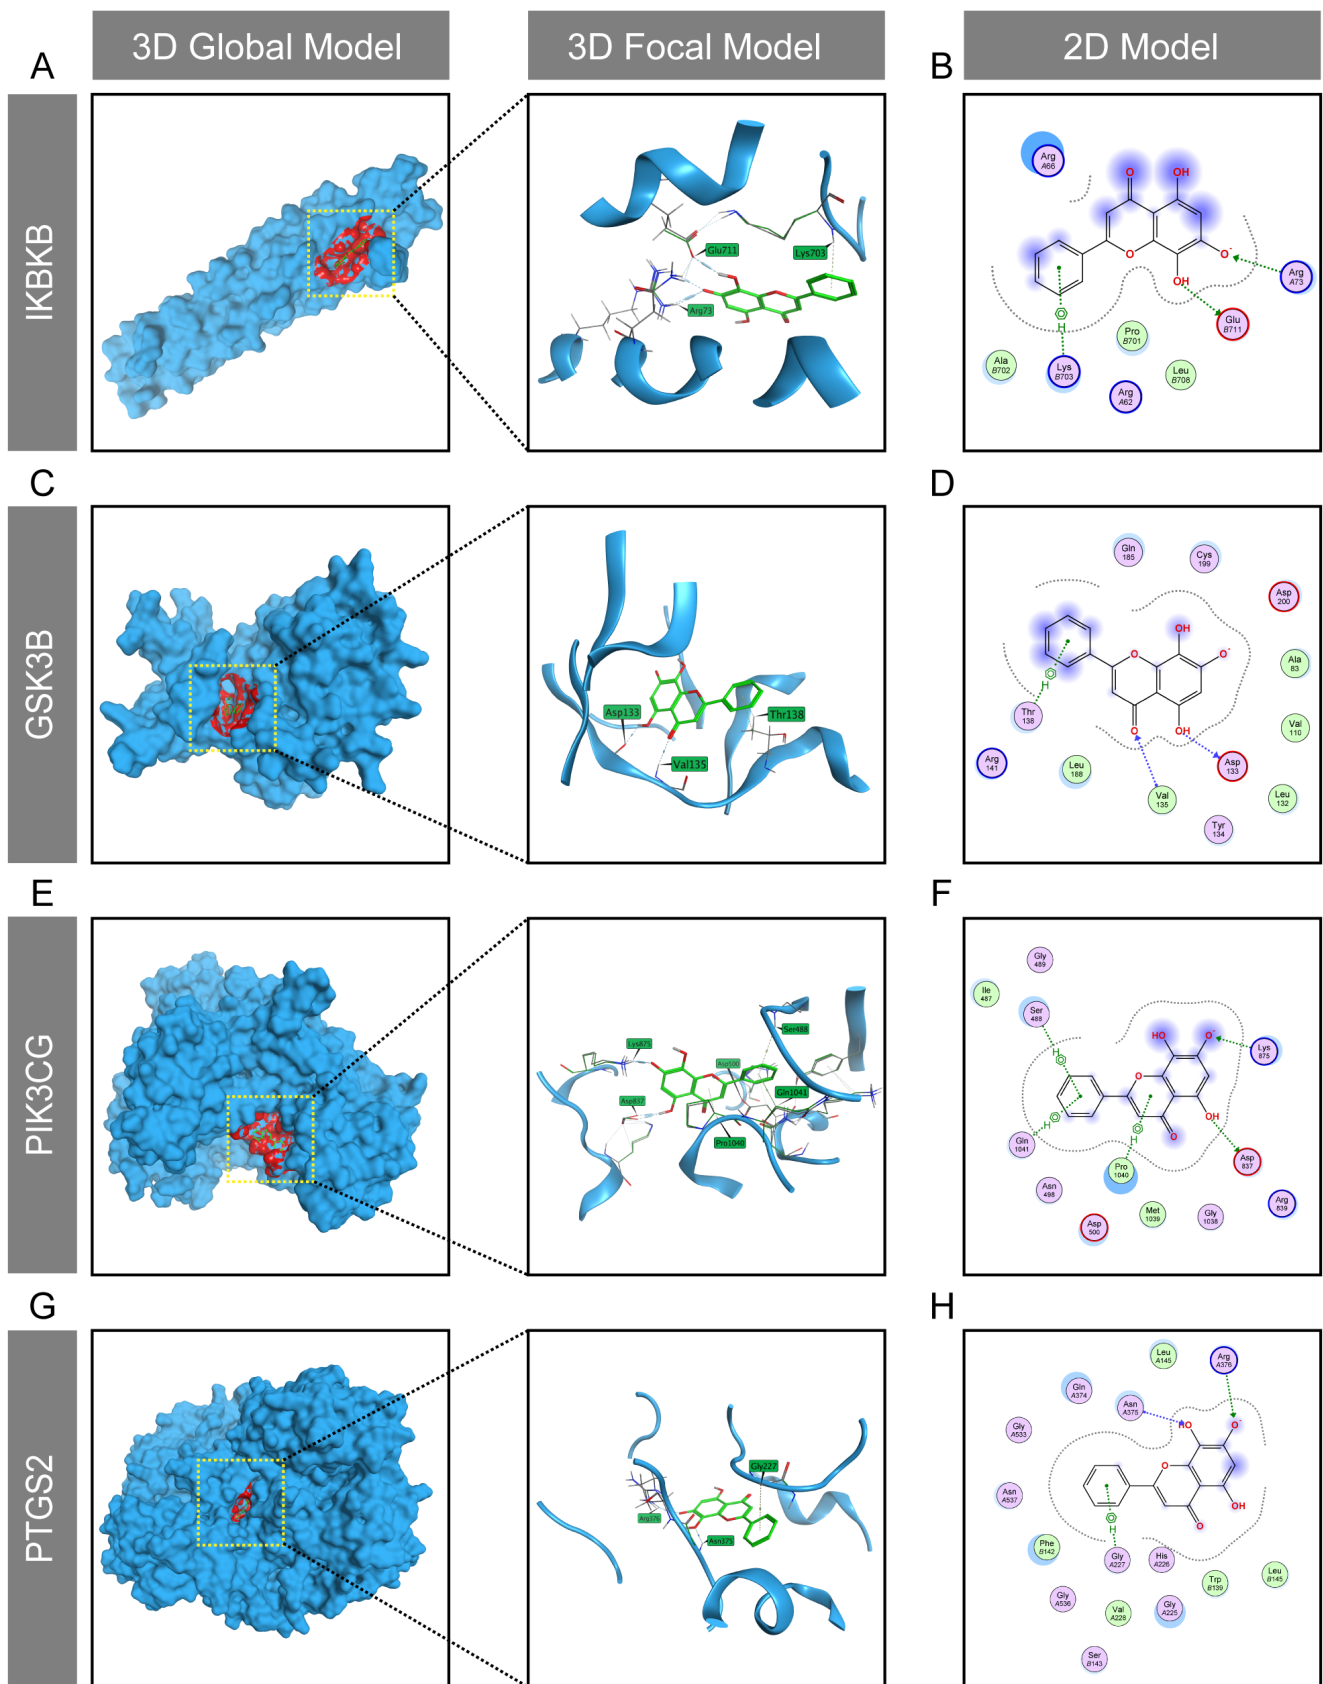 3D Global Model
3D Focal Model
2D Model
A
B
IKBKB
Glu711
Lys703
Arg73
Arg
A66
O
OH
O
O-
OH
Arg
A73
Glu
B711
Pro
B701
Ala
B702
H
Lys
B703
Leu
B708
Arg
A62
C
D
GSK3B
Asp133
Thr138
Val135
Gln
185
Cys
199
Asp
200
OH
O
O-
Ala
83
H
Thr
138
O
OH
Val
110
Arg
141
Leu
188
Asp
133
Val
135
Leu
132
Tyr
134
E
F
PIK3CG
Ser488
Lys875
Asp500
Gln1041
Asp837
Pro1040
Gly
489
Ile
487
Ser
488
H
HO
O-
Lys
875
O
OH
O
H
H
Gln
1041
Pro
1040
Asp
837
Asn
498
Arg
839
Met
1039
Gly
1038
Asp
500
G
H
PTGS2
Gly227
Arg376
Asn375
Leu
A145
Arg
A376
Gln
A374
Asn
A375
Gly
A533
HO
O-
O
Asn
A537
OH
O
H
Phe
B142
Gly
A227
His
A226
Leu
B145
Trp
B139
Gly
A536
Val
A228
Gly
A225
Ser
B143